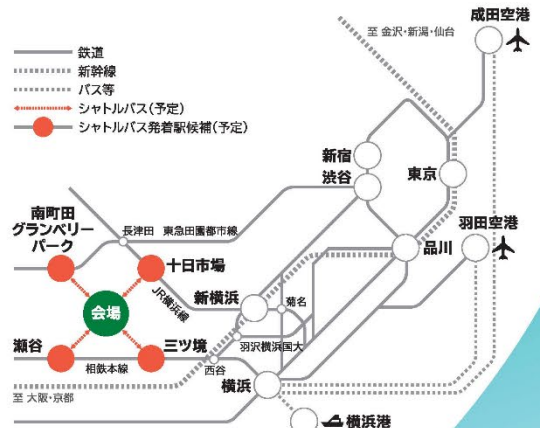 至 金沢・新潟・仙台
成田空港
鉄道
新幹線
バス等
シャトルバス(予定)
シャトルバス発着駅候補(予定)
新宿
渋谷
東京
南町田
グランベリー
パーク
長津田
東急田園都市線
羽田空港
品川
十日市場
JR横浜線
新横浜
菊名
会場
羽沢横浜国大
瀬谷
三ツ境
相鉄本線
西谷
横浜
至 大阪・京都
横浜港